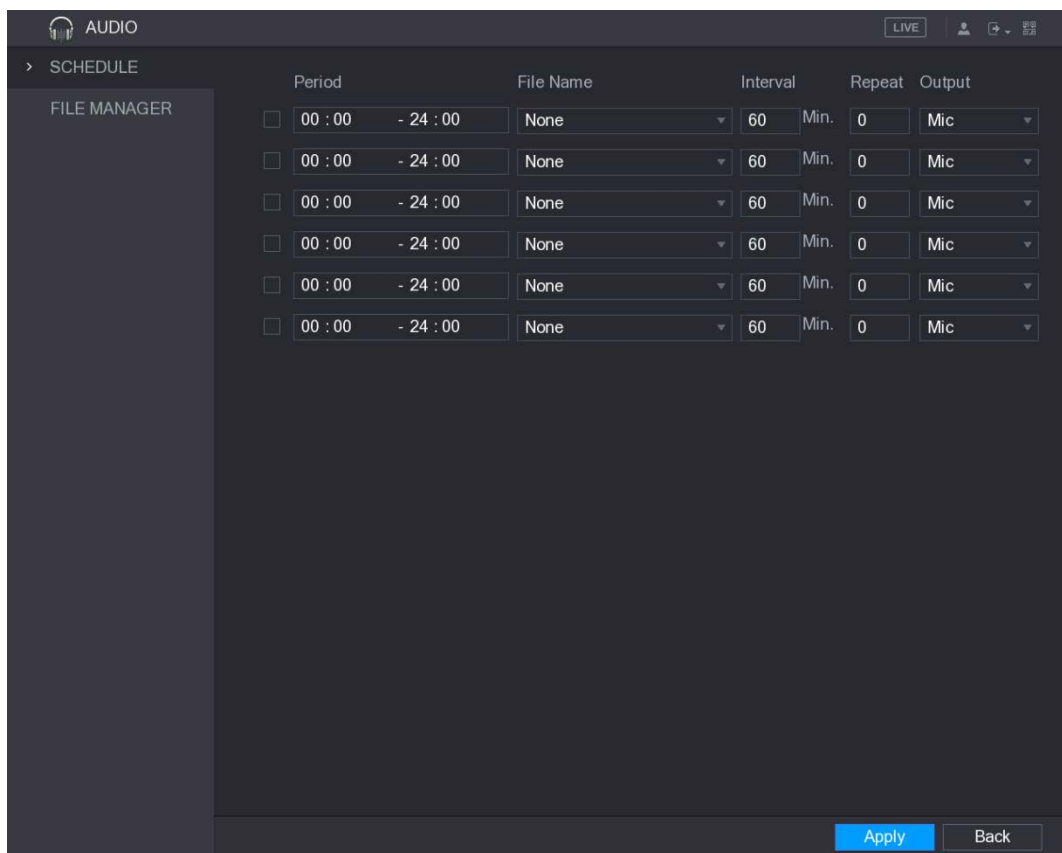 AUDIO LIVE
SCHEDULE
FILE MANAGER
Period File Name Interval Repeat Output
00 : 00 - 24 : 00 None 60 Min. 0 Mic
00 : 00 - 24 : 00 None 60 Min. 0 Mic
00 : 00 - 24 : 00 None 60 Min. 0 Mic
00 : 00 - 24 : 00 None 60 Min. 0 Mic
00 : 00 - 24 : 00 None 60 Min. 0 Mic
00 : 00 - 24 : 00 None 60 Min. 0 Mic
Apply Back